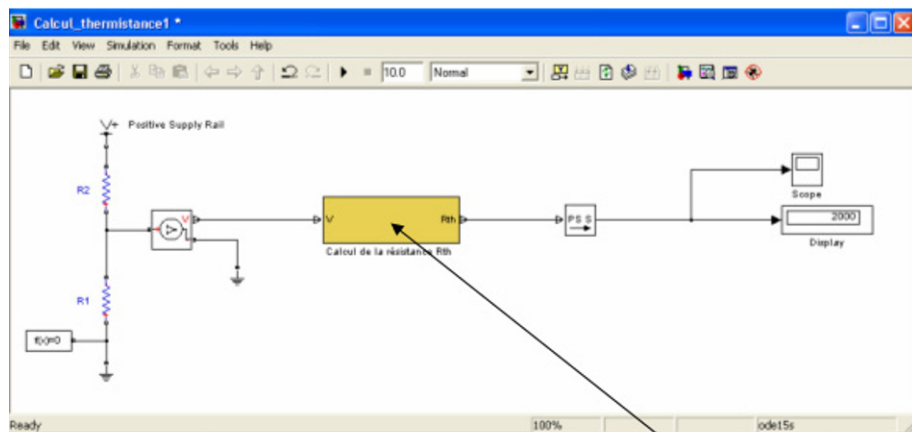 Calcul_thermistance1 *
File Edit View Simulation Format Tools Help
10.0 Normal
V+ Positive Supply Rail
R2
V
V Rth
Calcul de la résistance Rth
PS S
Scope
2000
Display
R1
f(x)=0
Ready 100% ode15s